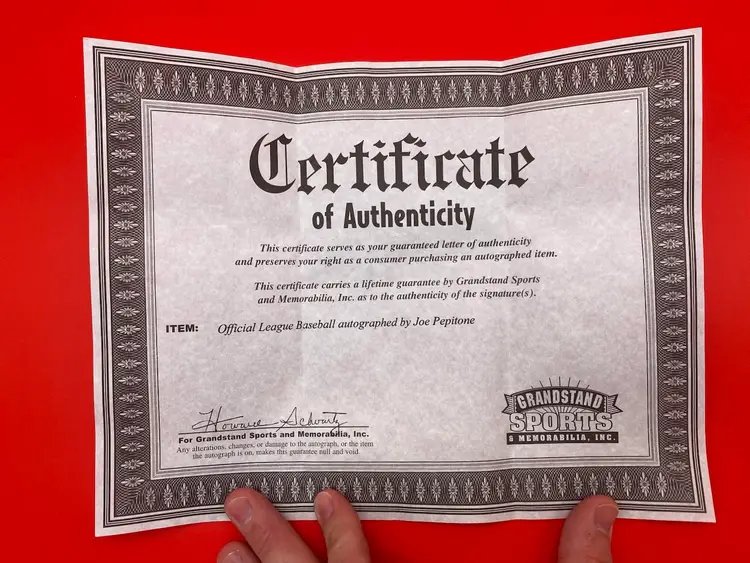 Certificate
of Authenticity
This certificate serves as your guaranteed letter of authenticity
and preserves your right as a consumer purchasing an autographed item.
This certificate carries a lifetime guarantee by Grandstand Sports
and Memorabilia, Inc. as to the authenticity of the signature(s).
ITEM: Official League Baseball autographed by Joe Pepitone
Howard Schwartz
For Grandstand Sports and Memorabilia, Inc.
Any alterations, changes, or damage to the autograph, or the item
the autograph is on, makes this guarantee null and void.
GRANDSTAND
SPORTS
& MEMORABILIA, INC.